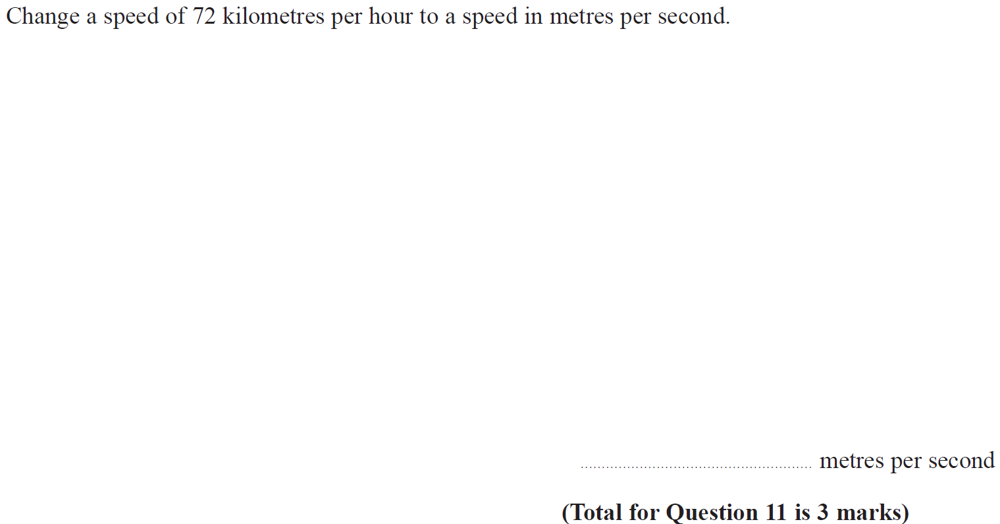 Change a speed of 72 kilometres per hour to a speed in metres per second.
....................................................... metres per second
(Total for Question 11 is 3 marks)